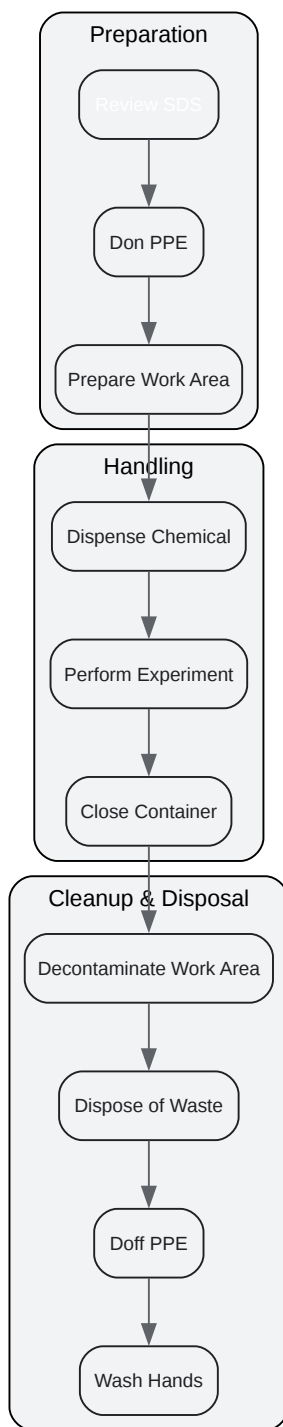 Preparation
Review SDS
Don PPE
Prepare Work Area
Handling
Dispense Chemical
Perform Experiment
Close Container
Cleanup & Disposal
Decontaminate Work Area
Dispose of Waste
Doff PPE
Wash Hands